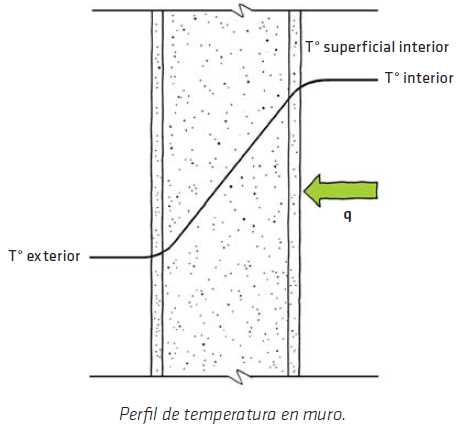 T° superficial interior
T° interior
q
T° exterior
Perfil de temperatura en muro.